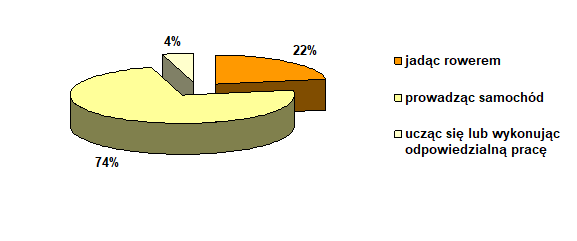 4%
22%
74%
jadąc rowerem
prowadząc samochód
ucząc się lub wykonując
odpowiedzialną pracę